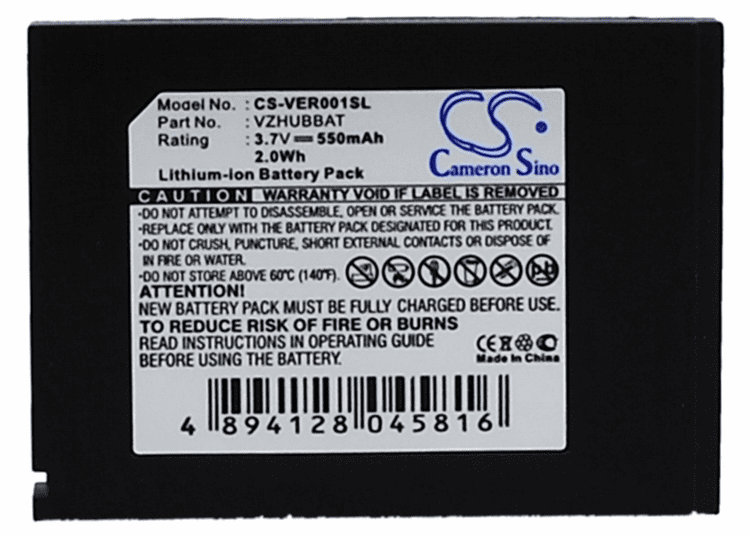 Model No. : CS-VER001SL
Part No. : VZHUBBAT
Rating : 3.7V 550mAh
2.0Wh
Lithium-ion Battery Pack
CS
Cameron Sino
CAUTION WARRANTY VOID IF LABEL IS REMOVED
•DO NOT ATTEMPT TO DISASSEMBLE, OPEN OR SERVICE THE BATTERY PACK.
•REPLACE ONLY WITH THE BATTERY PACK DESIGNATED FOR THIS PRODUCT.
•DO NOT CRUSH, PUNCTURE, SHORT EXTERNAL CONTACTS OR DISPOSE OF
IN FIRE OR WATER.
•DO NOT STORE ABOVE 60°C (140°F).
Pb
ATTENTION!
NEW BATTERY PACK MUST BE FULLY CHARGED BEFORE USE.
TO REDUCE RISK OF FIRE OR BURNS
READ INSTRUCTIONS BEFORE OPERATING.
CE
Made In China
4 894128 045816